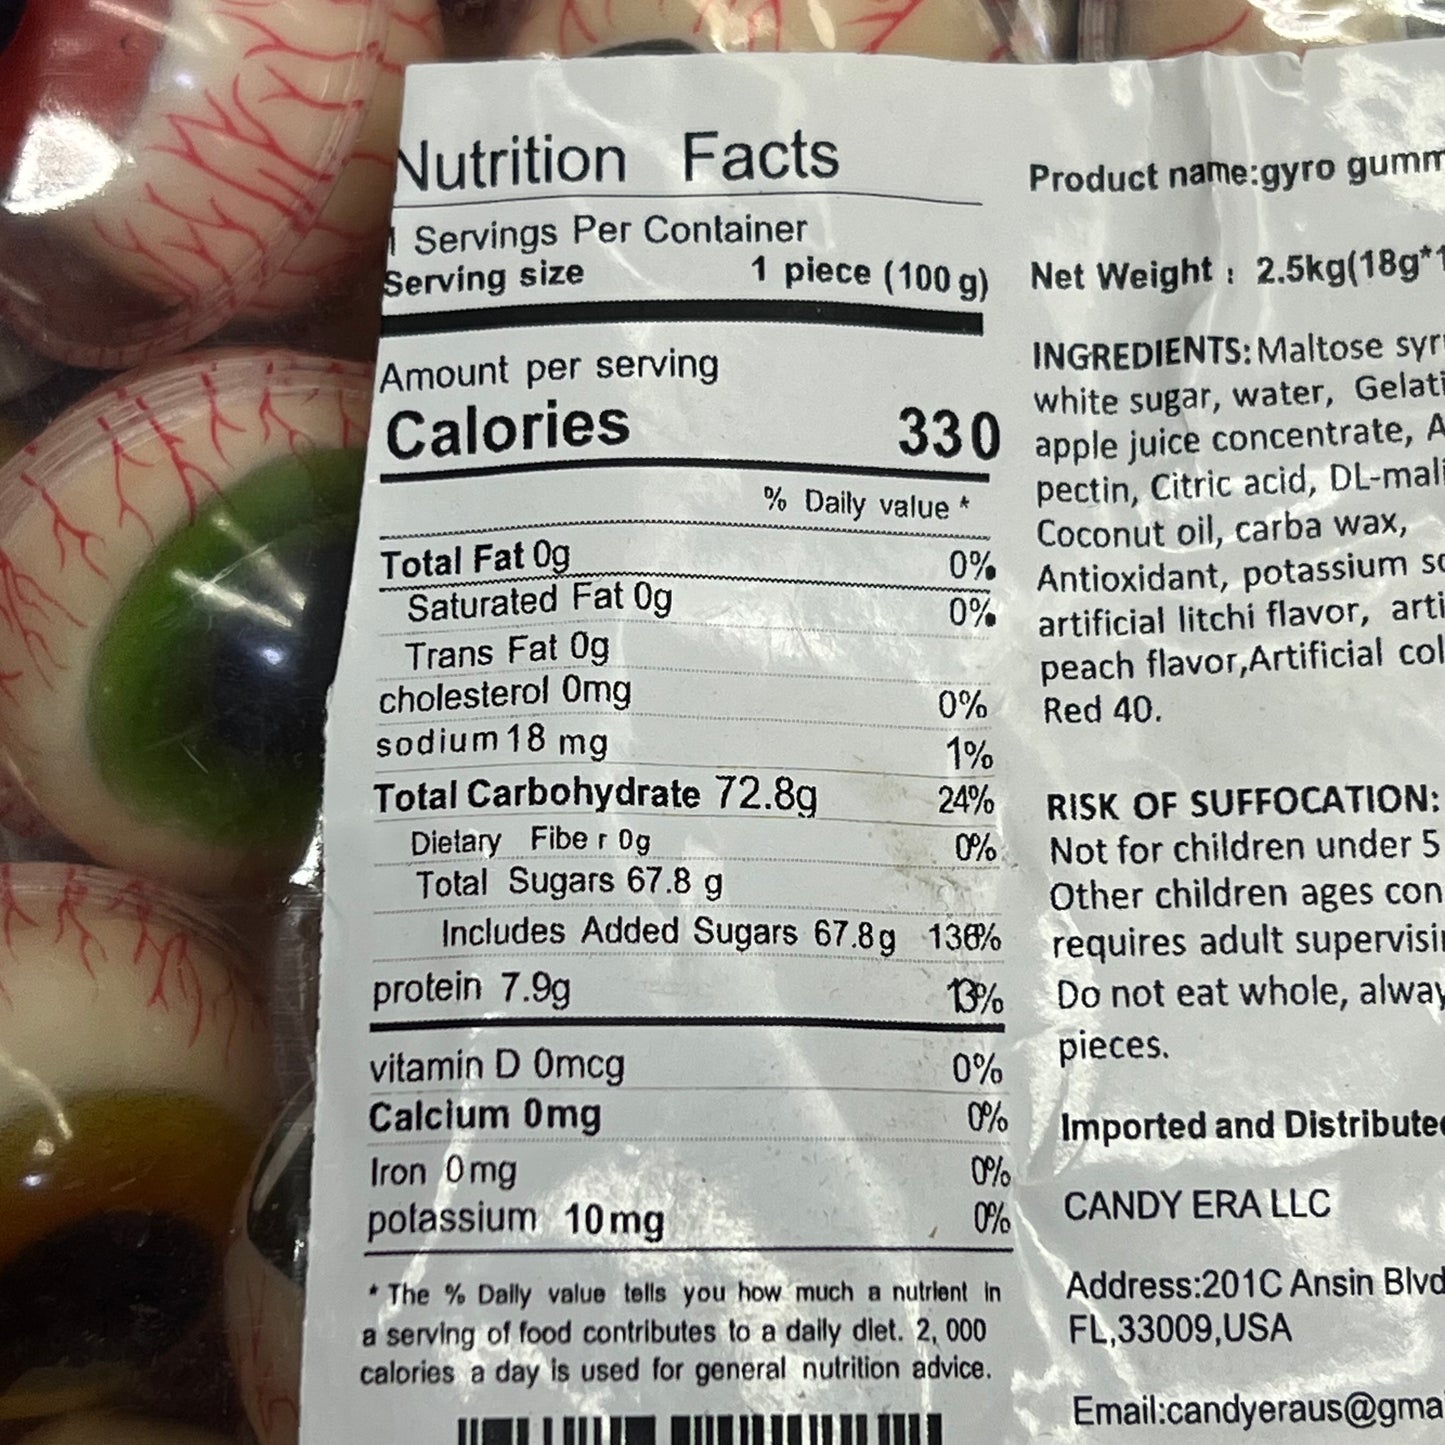 Nutrition Facts
1 Servings Per Container
Serving size 1 piece (100 g)
Amount per serving
Calories 330
% Daily value *
Total Fat 0g 0%
Saturated Fat 0g 0%
Trans Fat 0g
cholesterol 0mg 0%
sodium 18 mg 1%
Total Carbohydrate 72.8g 24%
Dietary Fibe r 0g 0%
Total Sugars 67.8 g
Includes Added Sugars 67.8g 136%
protein 7.9g 13%
vitamin D 0mcg 0%
Calcium 0mg 0%
Iron 0mg 0%
potassium 10mg 0%
* The % Daily value tells you how much a nutrient in
a serving of food contributes to a daily diet. 2, 000
calories a day is used for general nutrition advice.
Product name:gyro gumm
Net Weight : 2.5kg(18g*1
INGREDIENTS: Maltose syr
white sugar, water, Gelati
apple juice concentrate, A
pectin, Citric acid, DL-mali
Coconut oil, carba wax,
Antioxidant, potassium so
artificial litchi flavor, arti
peach flavor,Artificial col
Red 40.
RISK OF SUFFOCATION:
Not for children under 5
Other children ages con
requires adult supervisi
Do not eat whole, alway
pieces.
Imported and Distribute
CANDY ERA LLC
Address:201C Ansin Blvd
FL,33009,USA
Email:candyeraus@gma